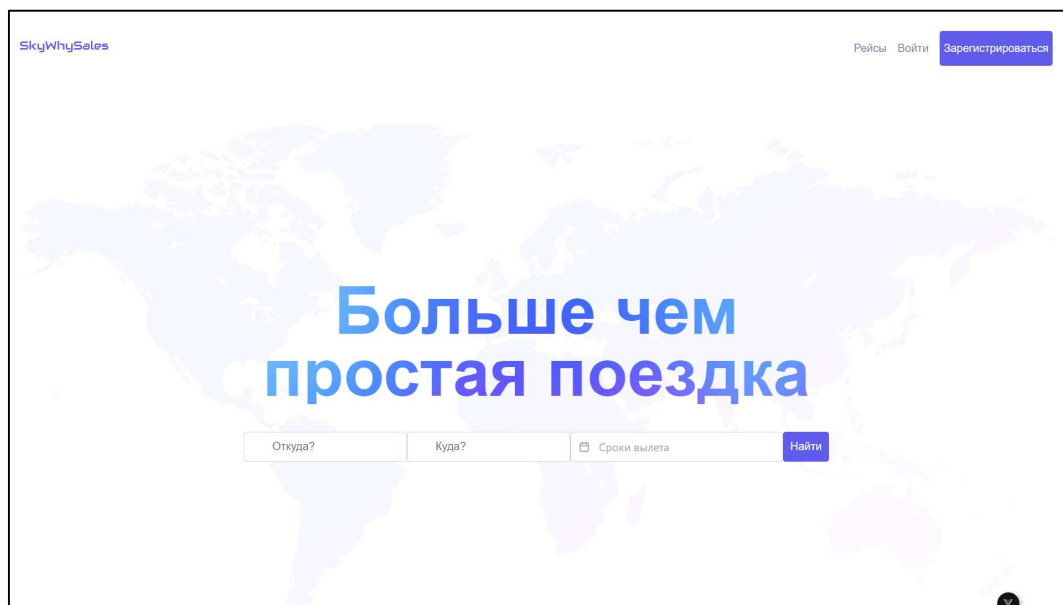 SkyWhySales
Рейсы Войти Зарегистрироваться
Больше чем
простая поездка
Откуда? Куда? Сроки вылета Найти